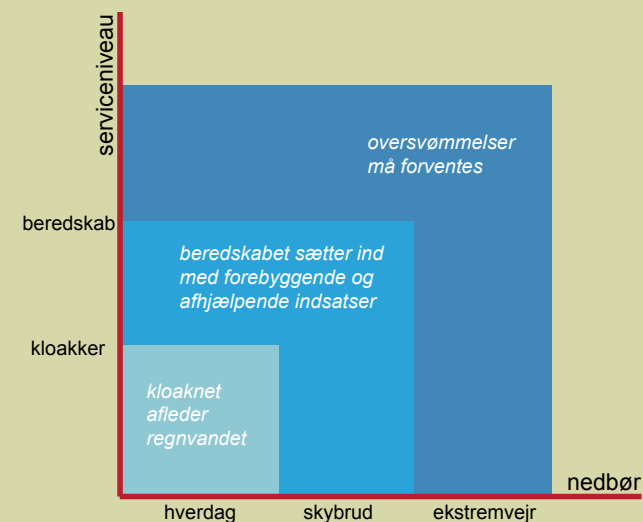 serviceniveau
oversvømmelser
må forventes
beredskab
beredskabet sætter ind
med forebyggende og
afhjælpende indsatser
kloakker
kloaknet
afleder
regnvandet
nedbør
hverdag skybrud ekstremvejr